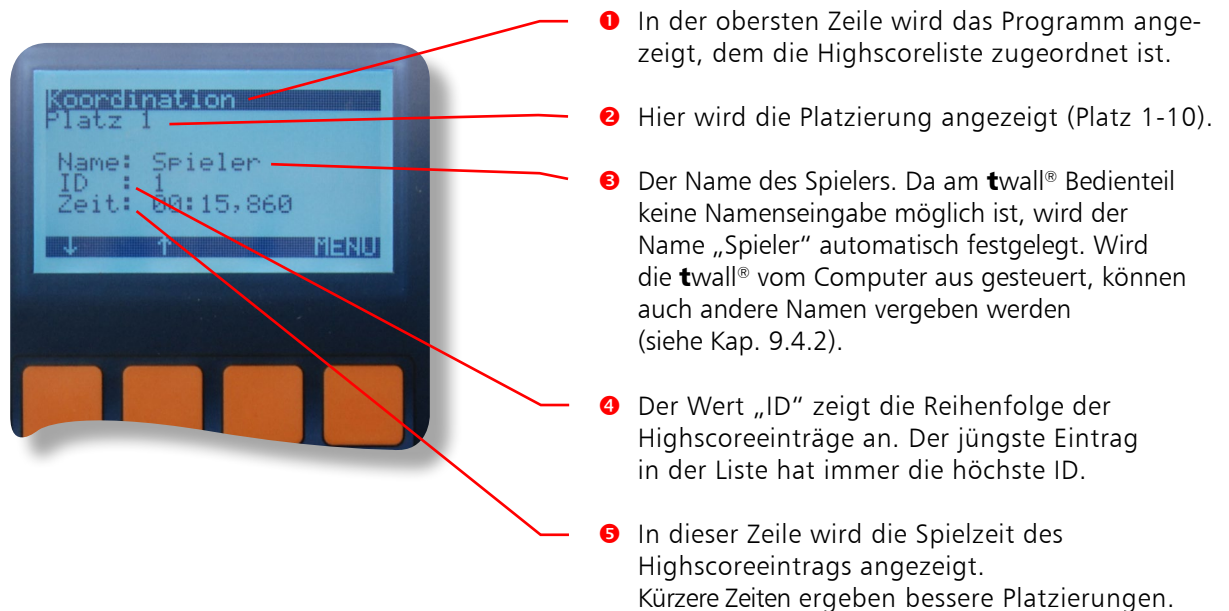 Koordination
Platz 1
Name: Spieler
ID : 1
Zeit: 00:15,860
↓ ↑ MENU
❶ In der obersten Zeile wird das Programm ange-
zeigt, dem die Highscoreliste zugeordnet ist.
❷ Hier wird die Platzierung angezeigt (Platz 1-10).
❸ Der Name des Spielers. Da am twall® Bedienteil
keine Namenseingabe möglich ist, wird der
Name „Spieler“ automatisch festgelegt. Wird
die twall® vom Computer aus gesteuert, können
auch andere Namen vergeben werden
(siehe Kap. 9.4.2).
❹ Der Wert „ID“ zeigt die Reihenfolge der
Highscoreeinträge an. Der jüngste Eintrag
in der Liste hat immer die höchste ID.
❺ In dieser Zeile wird die Spielzeit des
Highscoreeintrags angezeigt.
Kürzere Zeiten ergeben bessere Platzierungen.